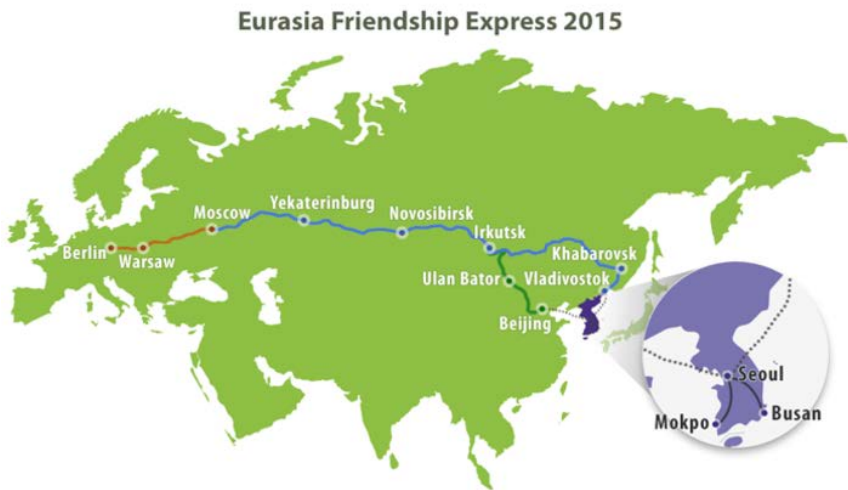 Eurasia Friendship Express 2015
Moscow
Yekaterinburg
Novosibirsk
Irkutsk
Khabarovsk
Berlin
Warsaw
Ulan Bator
Vladivostok
Beijing
Seoul
Mokpo
Busan